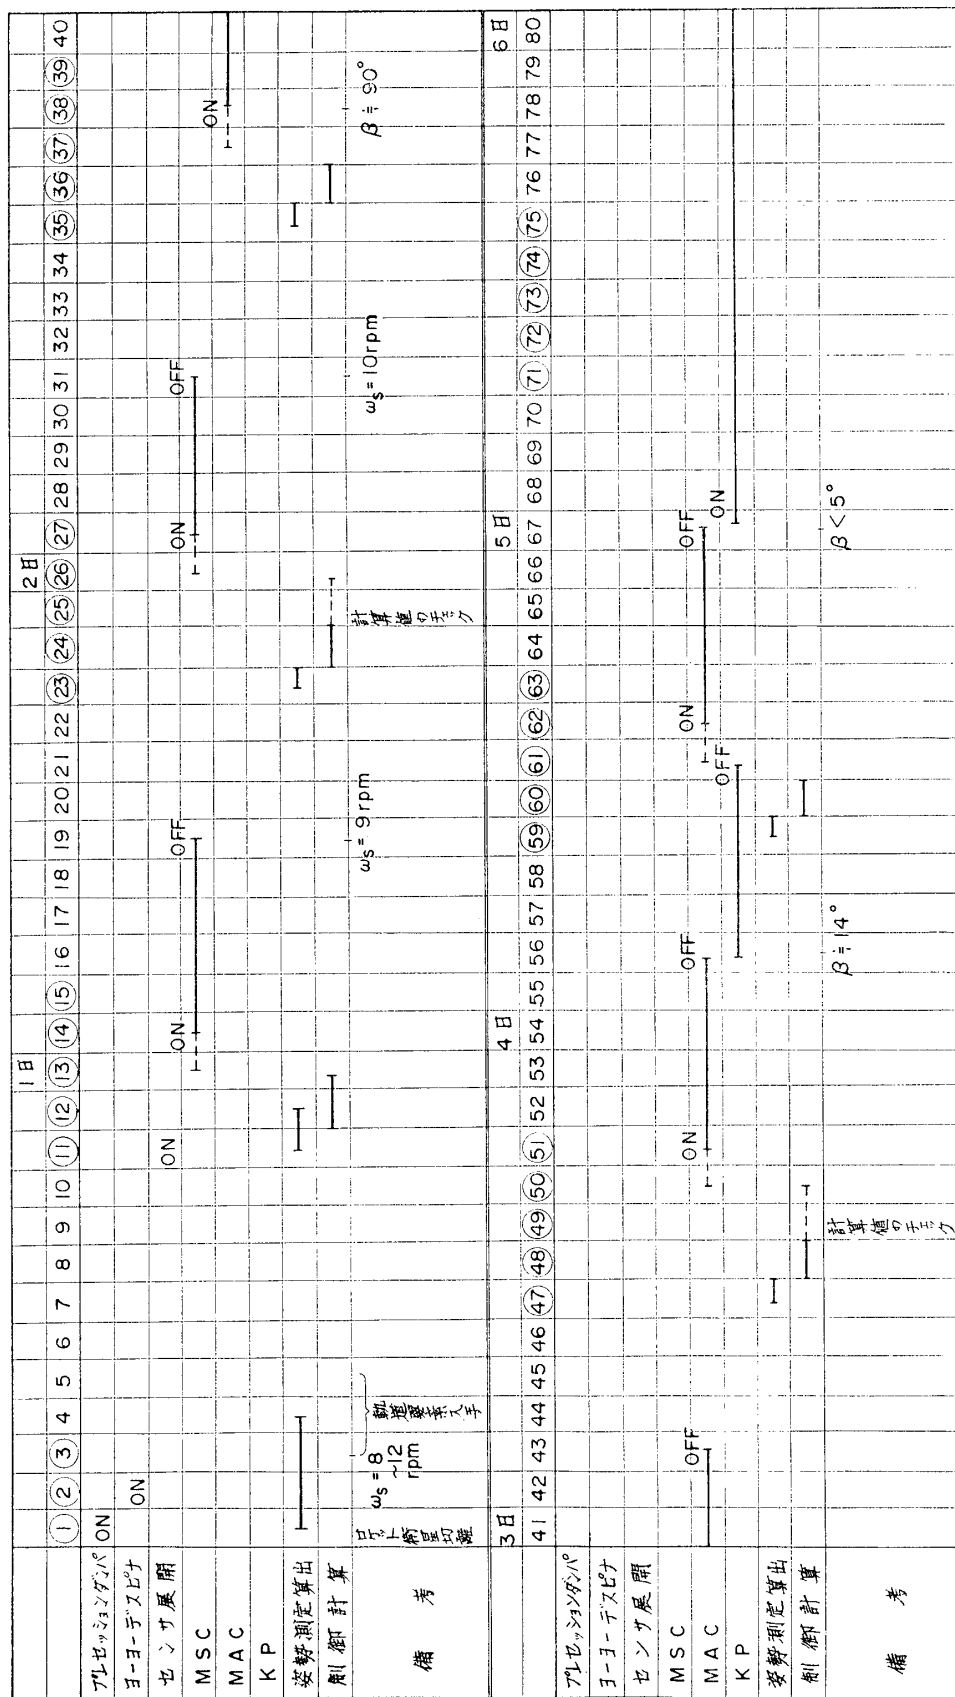 1日 2日
① ② ③ 4 5 6 7 8 9 10 ⑪ ⑫ ⑬ ⑭ ⑮ 16 17 18 19 20 21 22 ㉓ ㉔ ㉕ ㉖ ㉗ 28 29 30 31 32 33 34 ㉟ ㊱ ㊲ ㊳ ㊴ 40
プレセッションダンパ ON
ヨーヨーデスピナ ON
センサ展開 ON
MSC ON OFF ON OFF
MAC ON
KP
姿勢測定算出
制御計算
備考
ロケット衛星切離
ωs = 8 ~12 rpm
軌道要素入手
ωs = 9rpm
計算値のチェック
ωs = 10rpm
β ≒ 90°
3日 4日 5日 6日
41 42 43 44 45 46 ㊼ ㊽ ㊾ ㊿ (51) 52 53 54 55 56 57 58 (59) (60) (61) (62) (63) 64 65 66 67 68 69 70 (71) (72) (73) (74) (75) 76 77 78 79 80
プレセッションダンパ
ヨーヨーデスピナ
センサ展開
MSC
MAC OFF ON OFF ON OFF
KP OFF ON
姿勢測定算出
制御計算
備考
計算値のチェック
β ≒ 14°
β < 5°